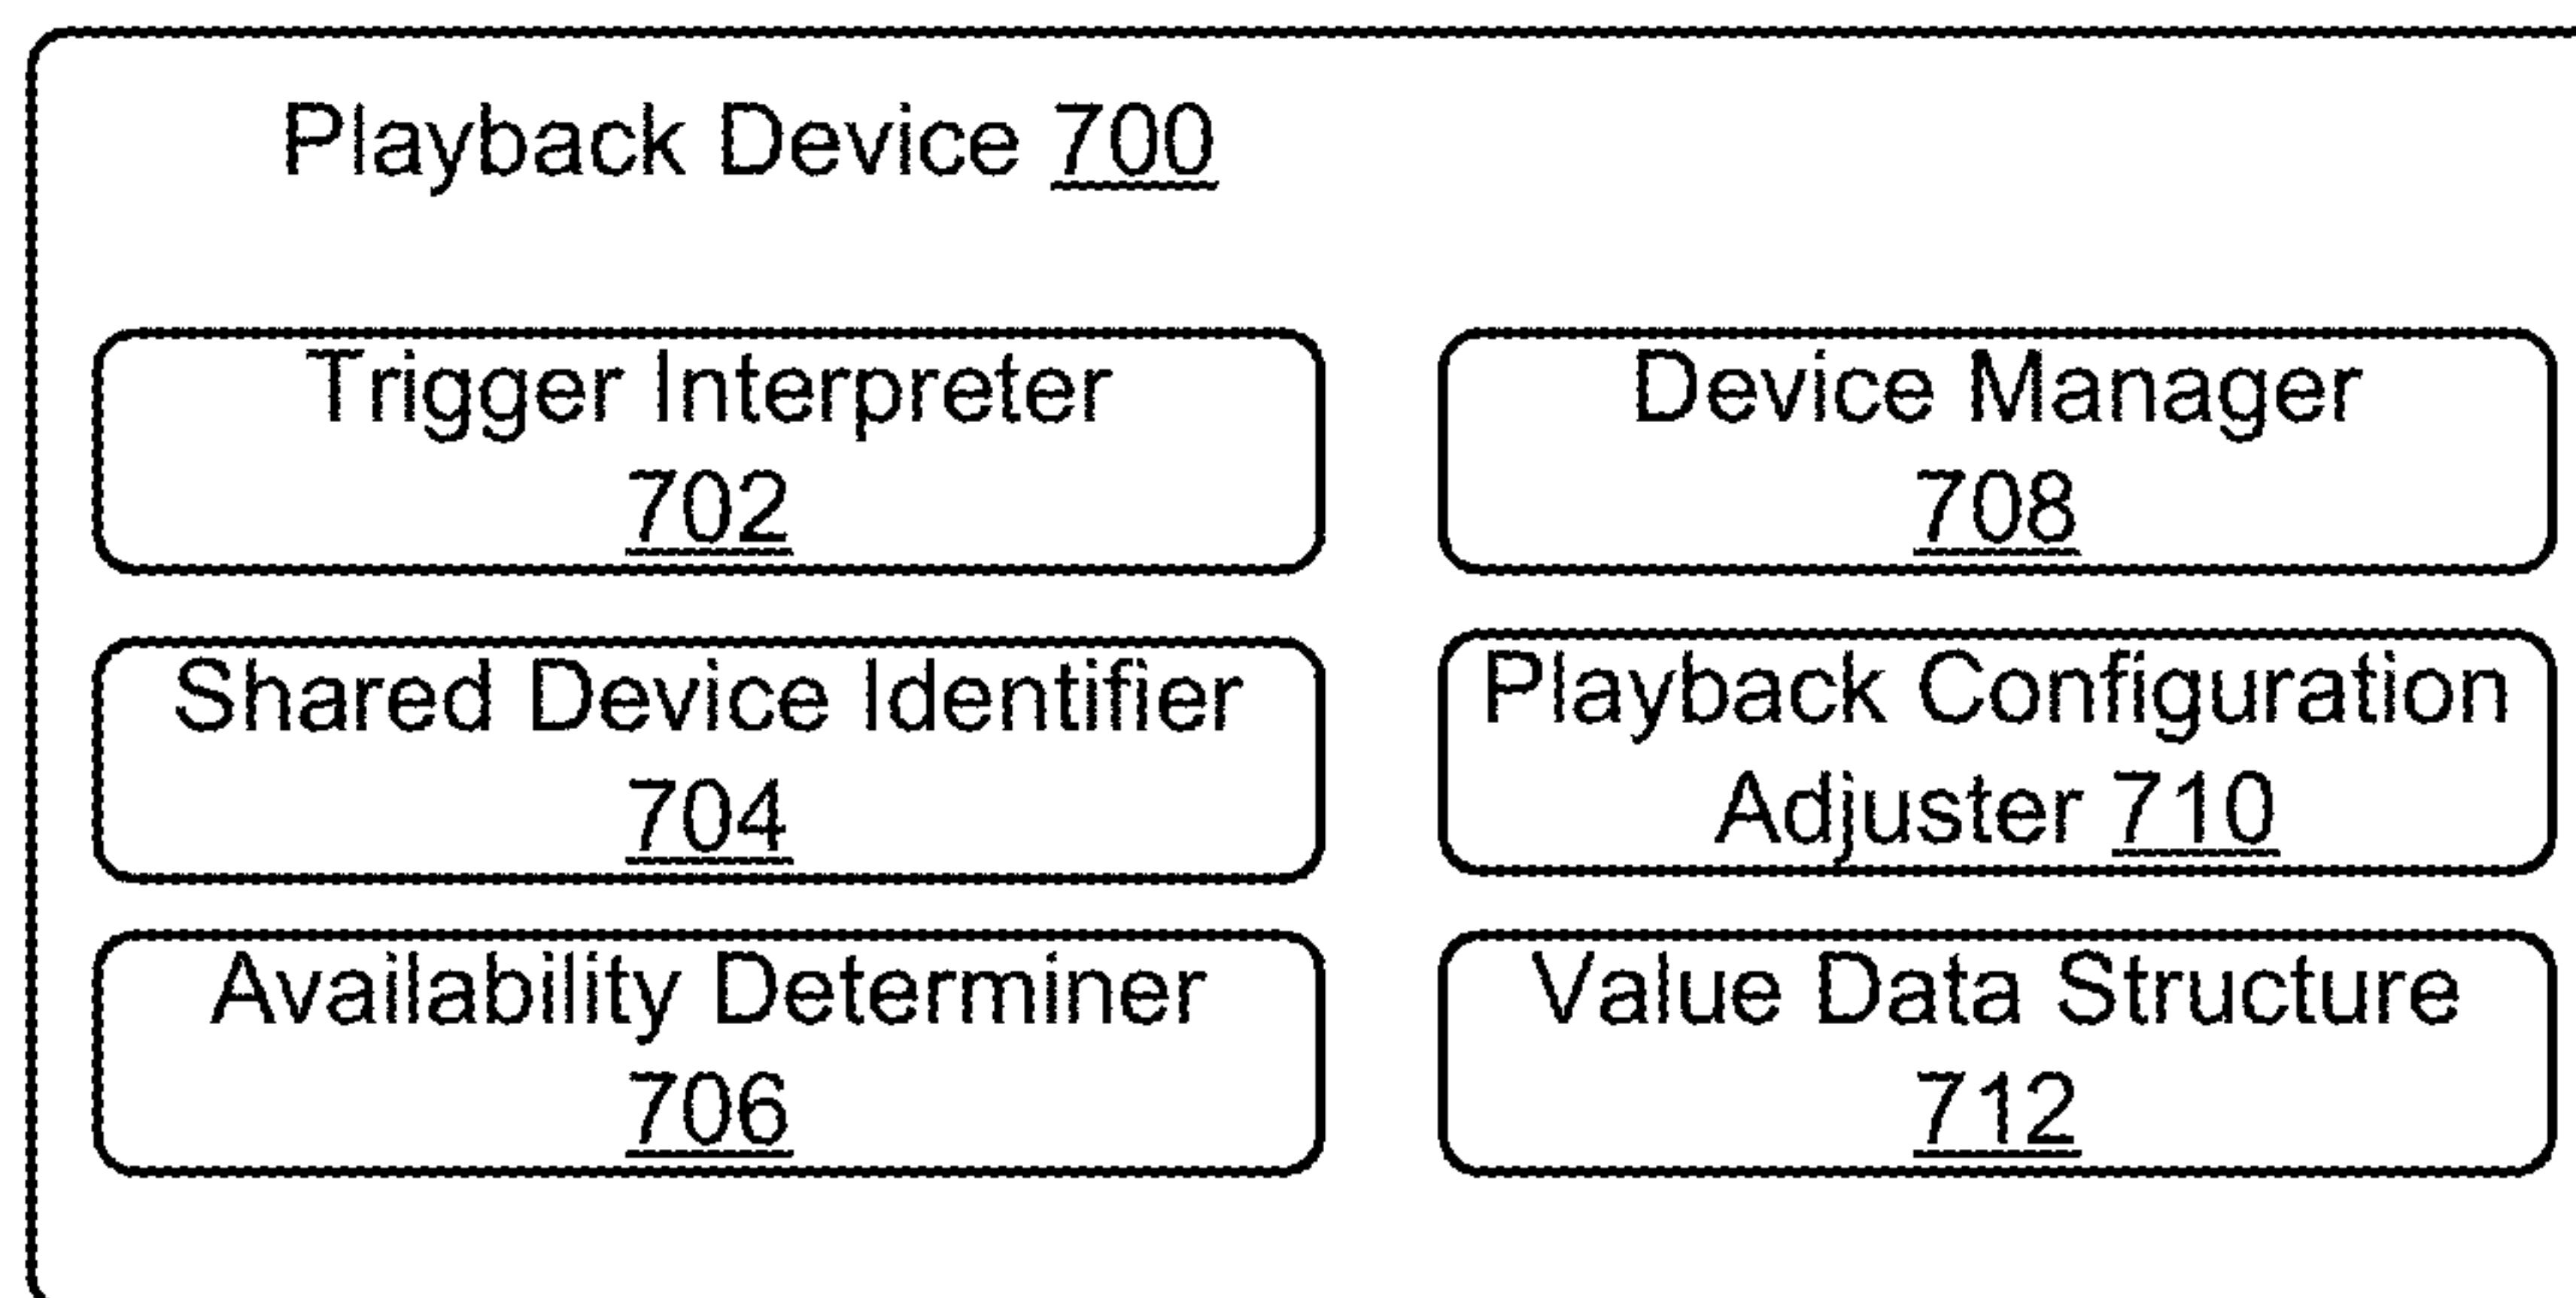 Playback Device 700
Trigger Interpreter
702
Shared Device Identifier
704
Availability Determiner
706
Device Manager
708
Playback Configuration
Adjuster 710
Value Data Structure
712